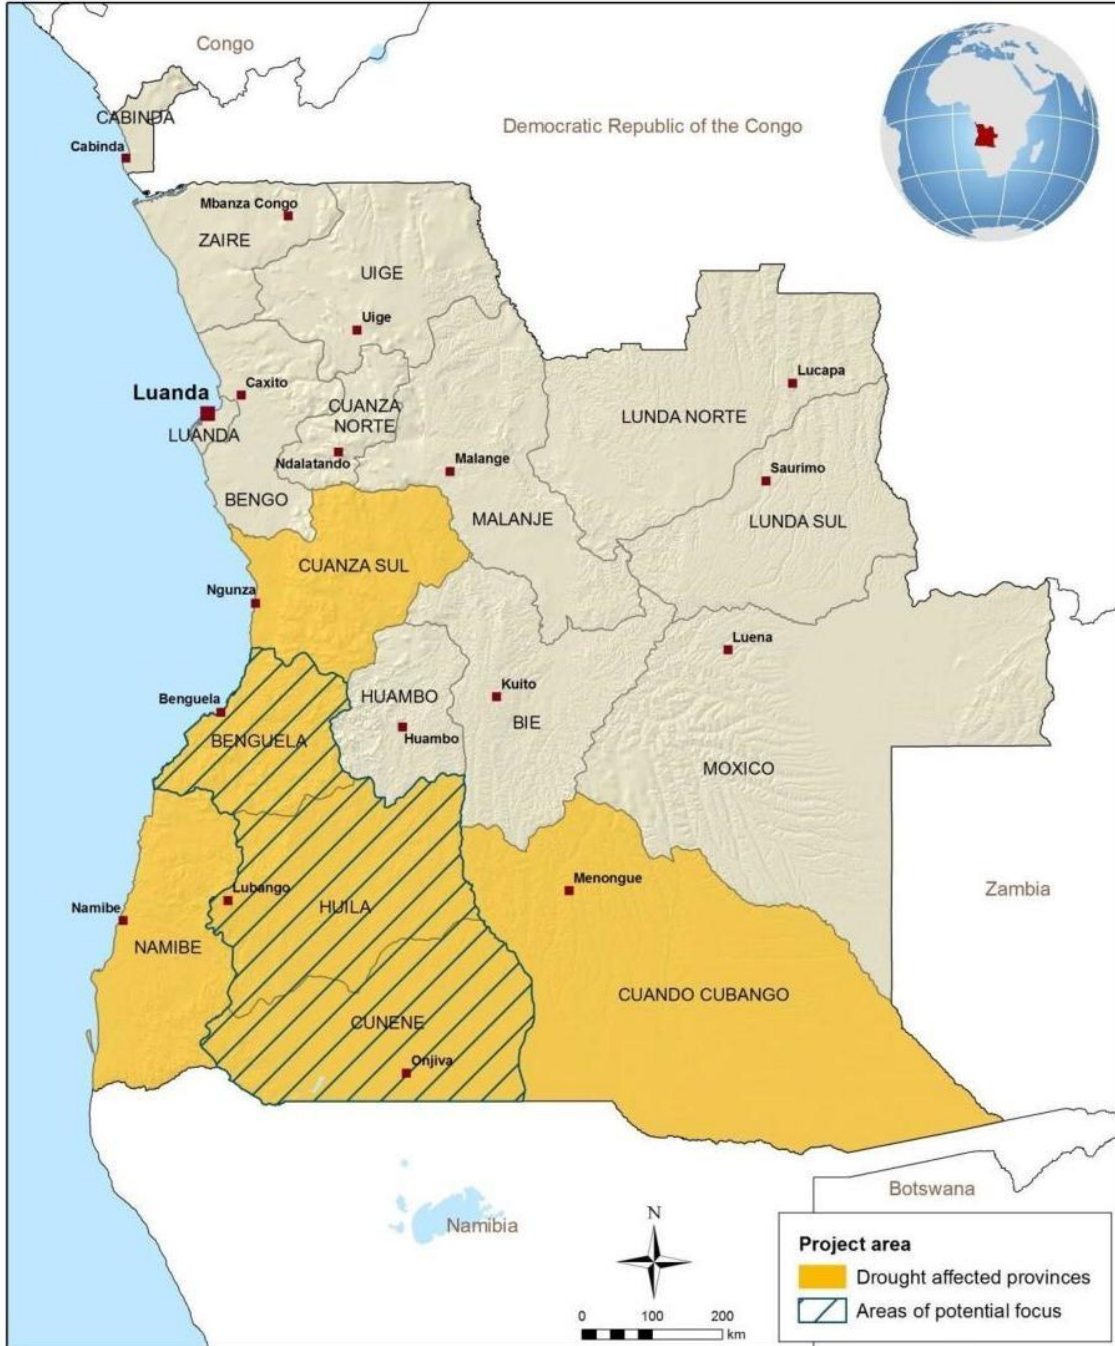 Congo
CABINDA
Cabinda
Democratic Republic of the Congo
Mbanza Congo
ZAIRE
UIGE
Uige
Lucapa
Caxito
Luanda
CUANZA
NORTE
LUNDA NORTE
LUANDA
Ndalatando
Malange
Saurimo
BENGO
MALANJE
LUNDA SUL
CUANZA SUL
Ngunza
Luena
Kuito
HUAMBO
Benguela
BIE
Huambo
BENGUELA
MOXICO
Menongue
Lubango
Zambia
HUILA
Namibe
NAMIBE
CUANDO CUBANGO
CUNENE
Onjiva
Botswana
Namibia
N
Project area
Drought affected provinces
Areas of potential focus
0 100 200
km